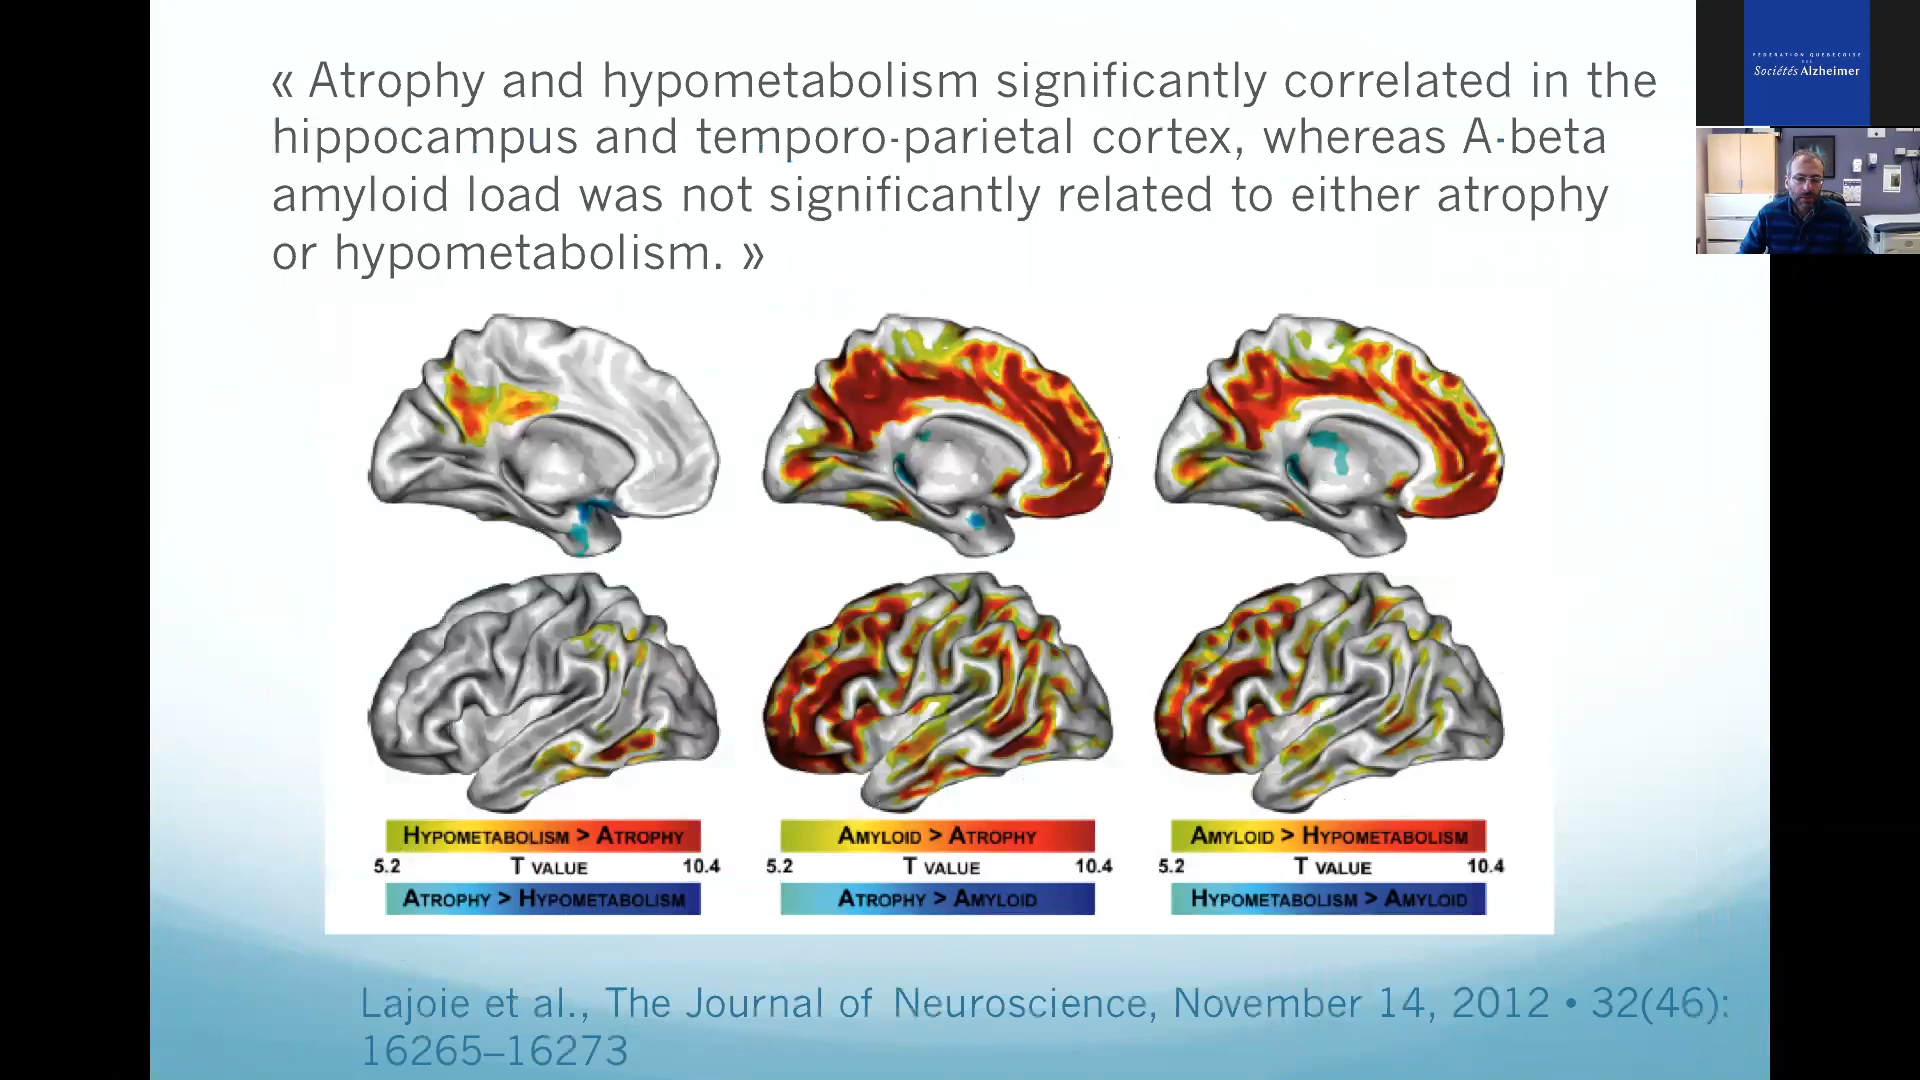 « Atrophy and hypometabolism significantly correlated in the
hippocampus and temporo-parietal cortex, whereas A-beta
amyloid load was not significantly related to either atrophy
or hypometabolism. »
FÉDÉRATION QUÉBÉCOISE
DES
Sociétés Alzheimer
HYPOMETABOLISM > ATROPHY
5.2 T VALUE 10.4
ATROPHY > HYPOMETABOLISM
AMYLOID > ATROPHY
5.2 T VALUE 10.4
ATROPHY > AMYLOID
AMYLOID > HYPOMETABOLISM
5.2 T VALUE 10.4
HYPOMETABOLISM > AMYLOID
Lajoie et al., The Journal of Neuroscience, November 14, 2012 • 32(46):
16265–16273